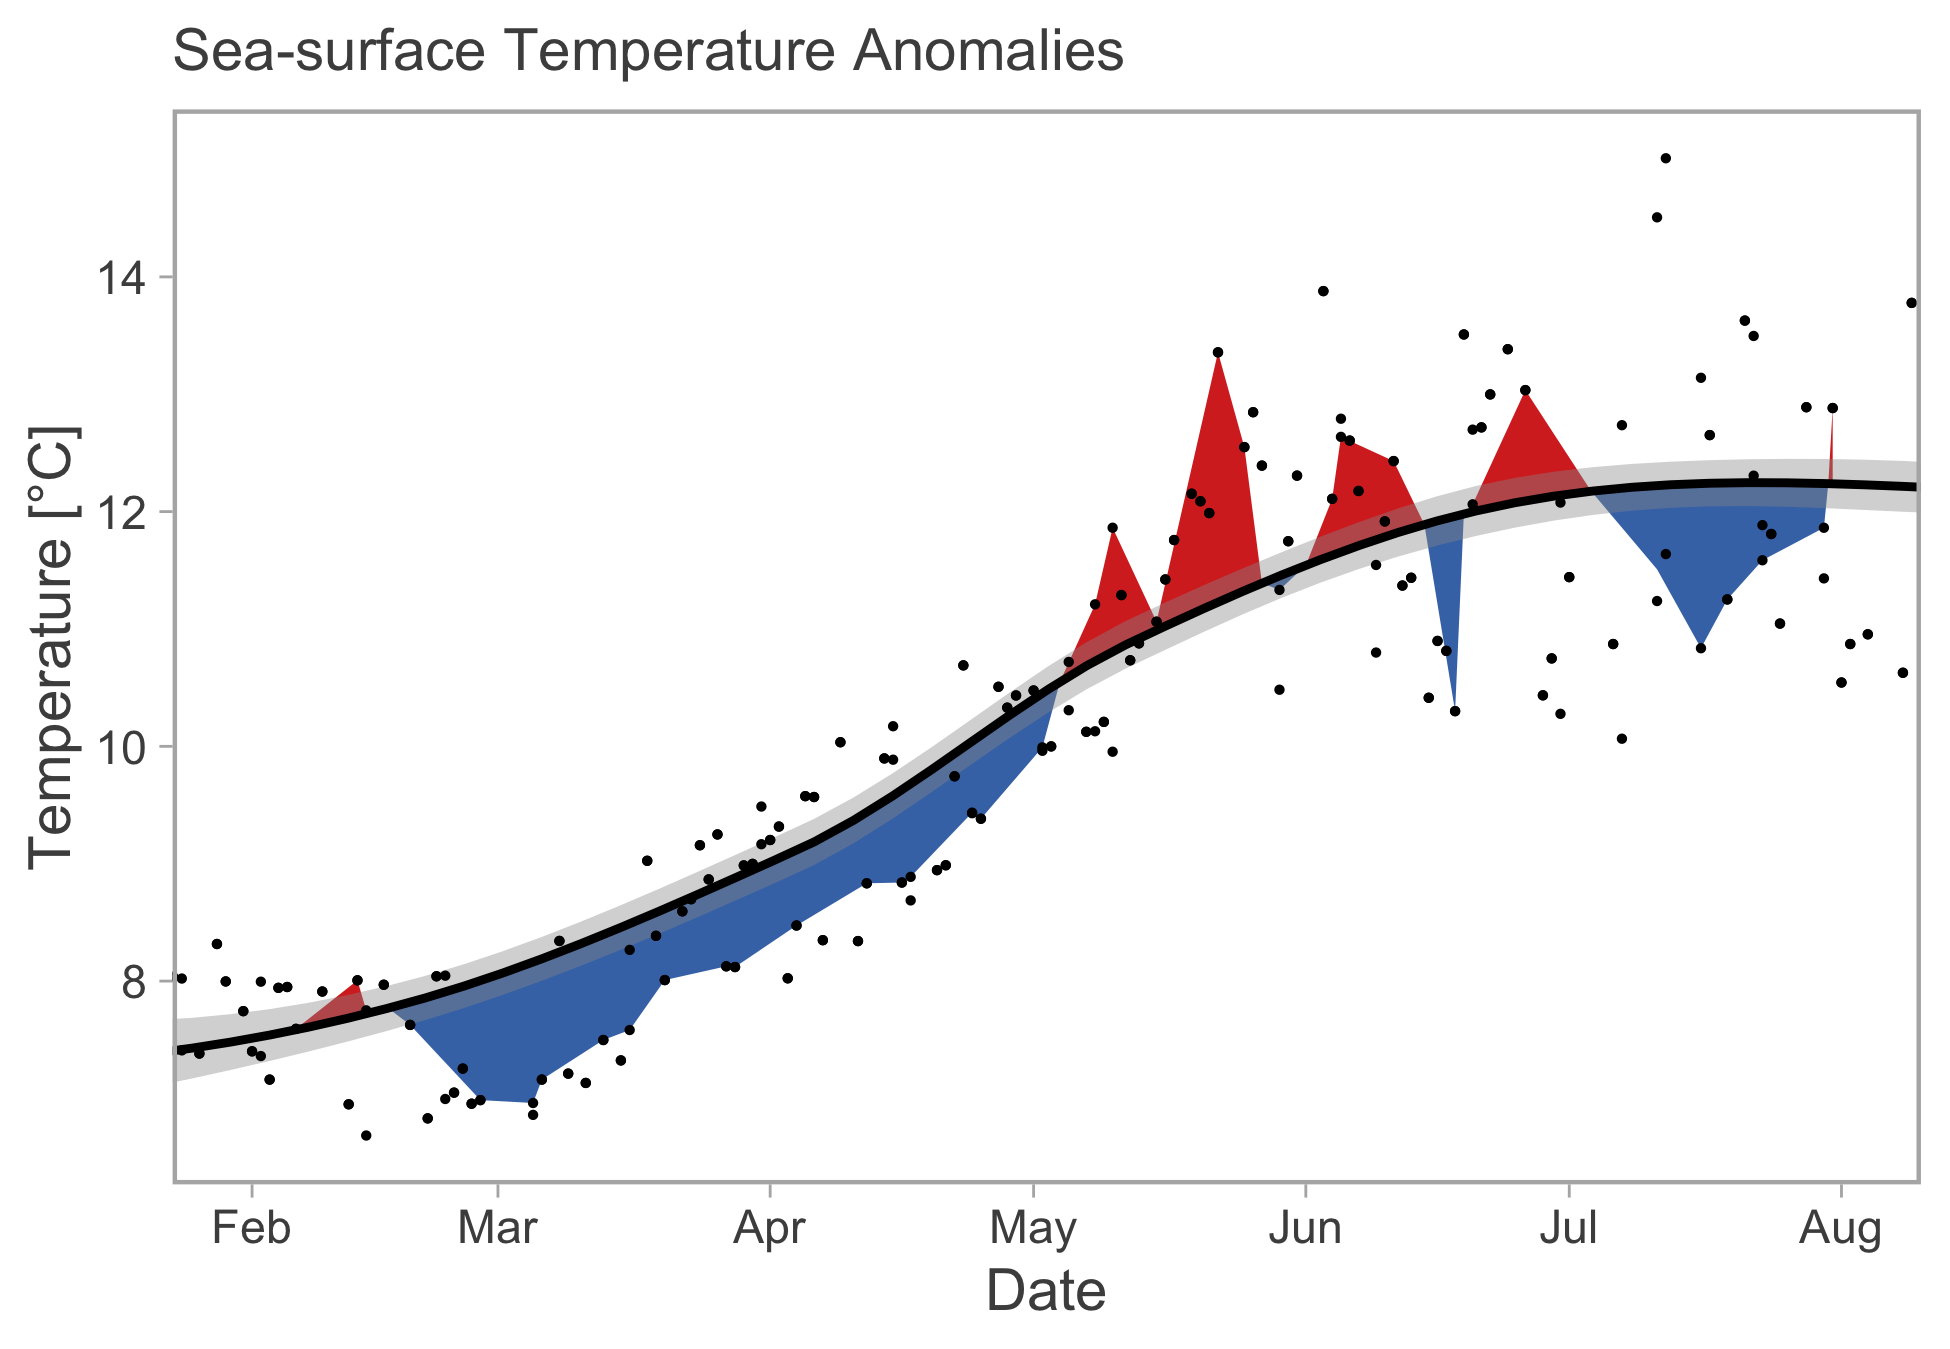 Sea-surface Temperature Anomalies
Temperature [°C]
14
12
10
8
Feb Mar Apr May Jun Jul Aug
Date